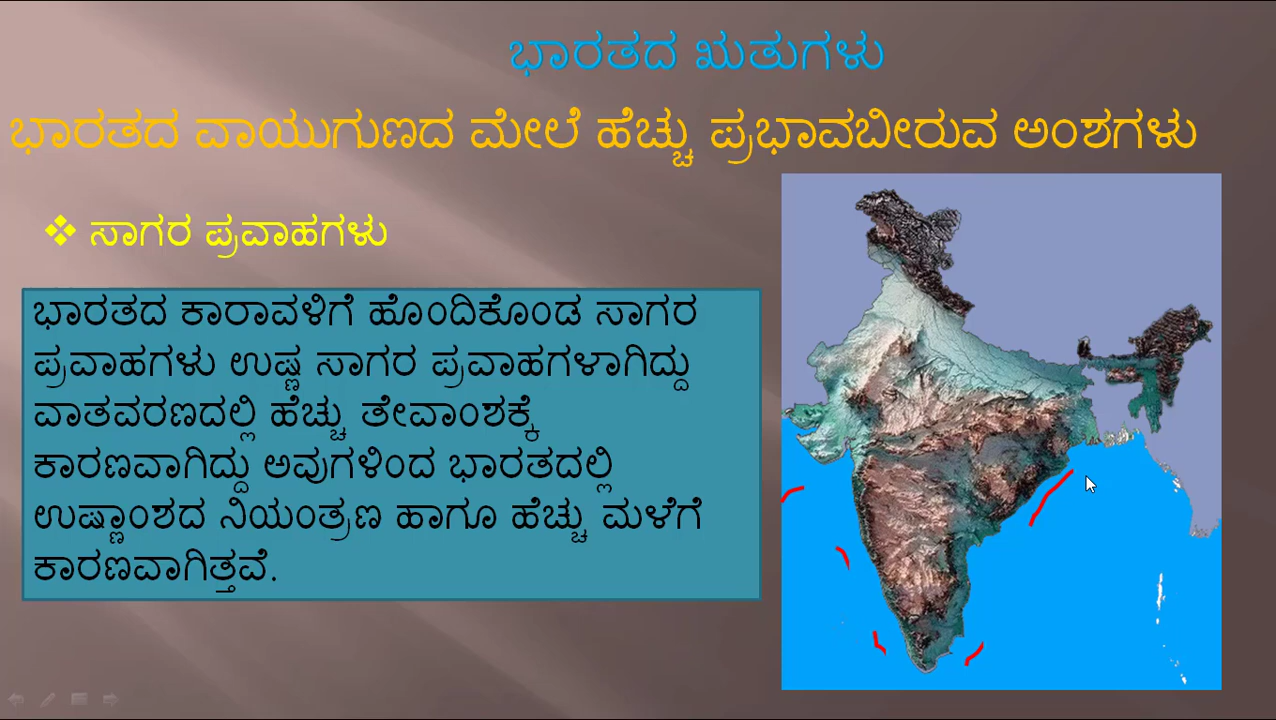 ಭಾರತದ ಋತುಗಳು
ಭಾರತದ ವಾಯುಗುಣದ ಮೇಲೆ ಹೆಚ್ಚು ಪ್ರಭಾವಬೀರುವ ಅಂಶಗಳು
❖ ಸಾಗರ ಪ್ರವಾಹಗಳು
ಭಾರತದ ಕಾರಾವಳಿಗೆ ಹೊಂದಿಕೊಂಡ ಸಾಗರ
ಪ್ರವಾಹಗಳು ಉಷ್ಣ ಸಾಗರ ಪ್ರವಾಹಗಳಾಗಿದ್ದು
ವಾತವರಣದಲ್ಲಿ ಹೆಚ್ಚು ತೇವಾಂಶಕ್ಕೆ
ಕಾರಣವಾಗಿದ್ದು ಅವುಗಳಿಂದ ಭಾರತದಲ್ಲಿ
ಉಷ್ಣಾಂಶದ ನಿಯಂತ್ರಣ ಹಾಗೂ ಹೆಚ್ಚು ಮಳೆಗೆ
ಕಾರಣವಾಗಿತ್ತವೆ.